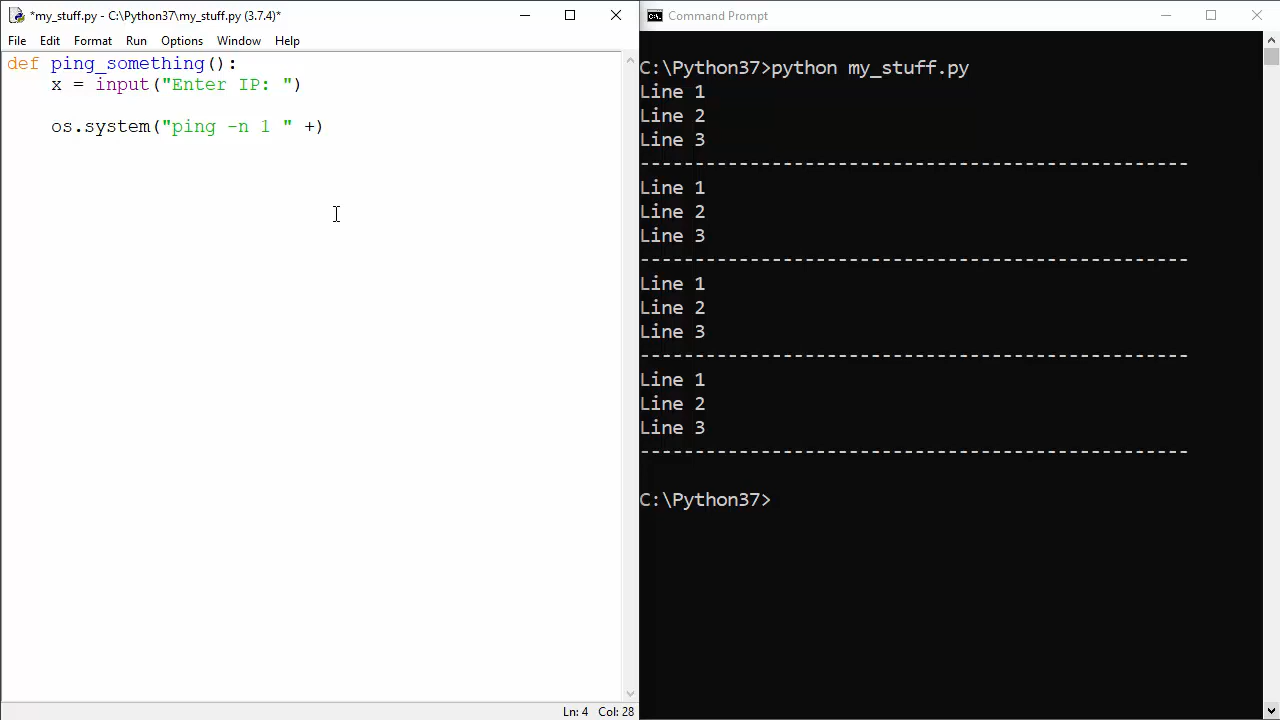 *my_stuff.py - C:\Python37\my_stuff.py (3.7.4)*
File Edit Format Run Options Window Help
def ping_something():
    x = input("Enter IP: ")
    os.system("ping -n 1 " +)
Ln: 4 Col: 28
Command Prompt
C:\Python37>python my_stuff.py
Line 1
Line 2
Line 3
--------------------------------------------------
Line 1
Line 2
Line 3
--------------------------------------------------
Line 1
Line 2
Line 3
--------------------------------------------------
Line 1
Line 2
Line 3
--------------------------------------------------
C:\Python37>